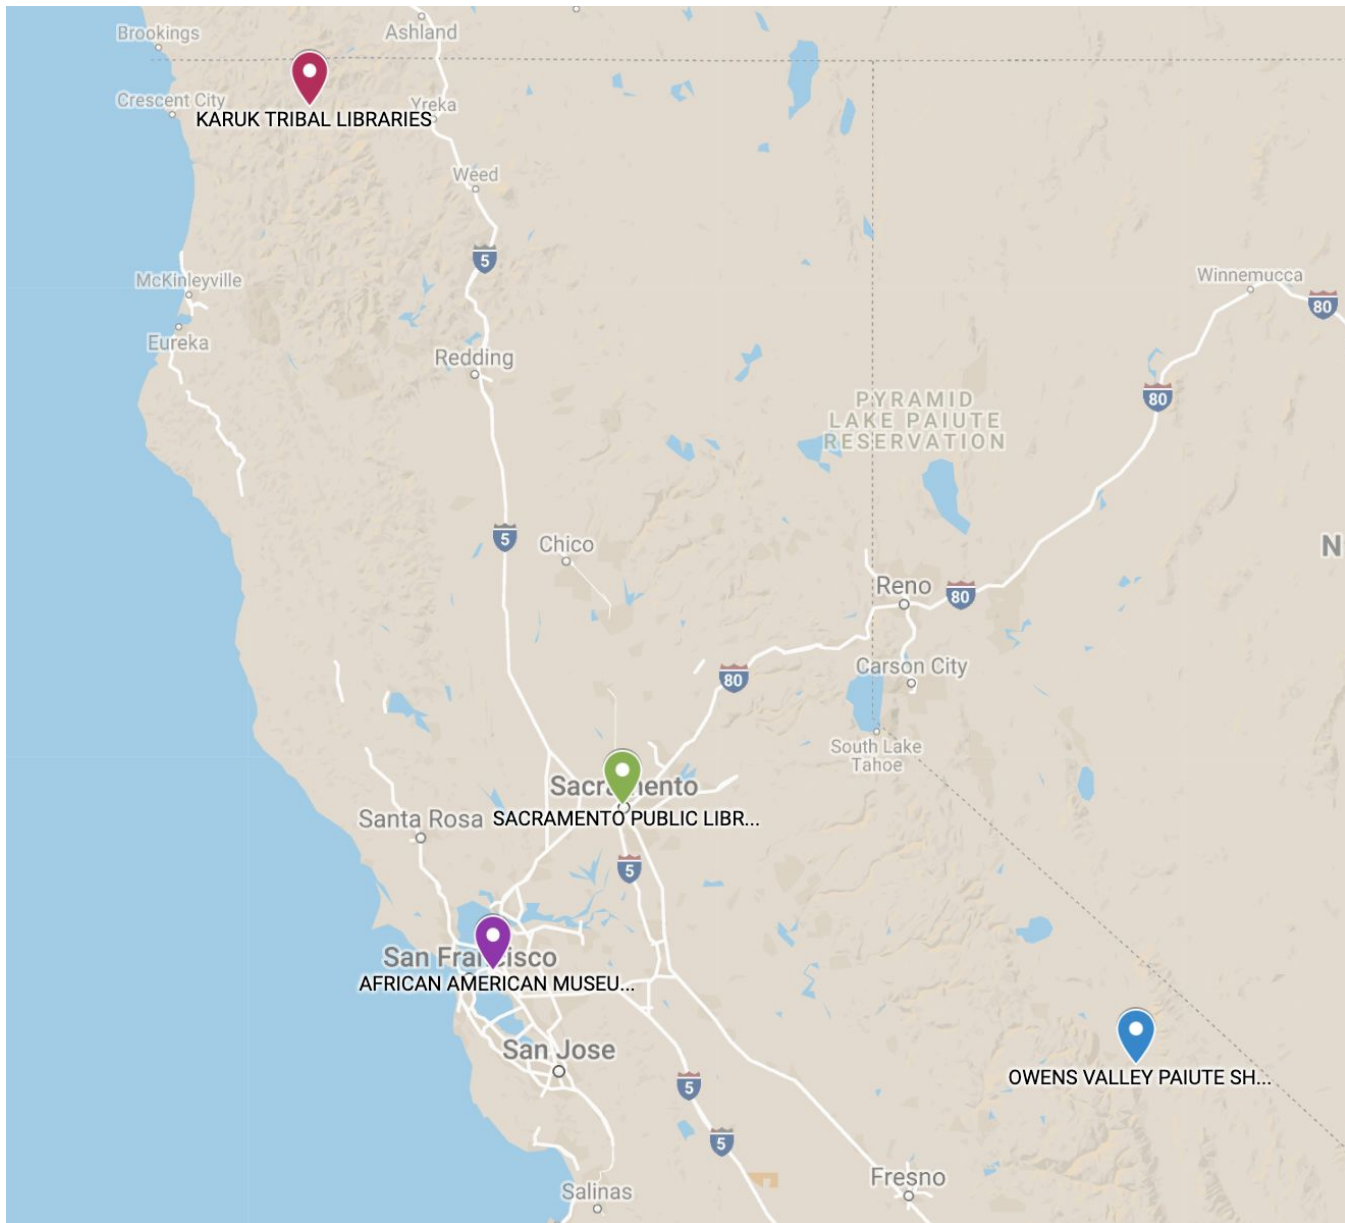 Brookings
Ashland
Crescent City
Yreka
KARUK TRIBAL LIBRARIES
Weed
5
McKinleyville
Winnemucca
80
Eureka
Redding
80
PYRAMID
LAKE PAIUTE
RESERVATION
5
Chico
N
Reno
80
Carson City
80
South Lake
Tahoe
Sacramento
Santa Rosa
SACRAMENTO PUBLIC LIBR...
5
San Francisco
AFRICAN AMERICAN MUSEU...
San Jose
OWENS VALLEY PAIUTE SH...
5
5
Fresno
Salinas